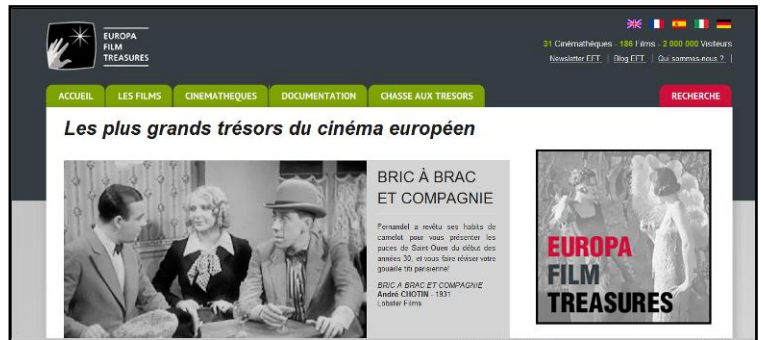 EUROPA
FILM
TREASURES
31 Cinémathèques - 186 Films - 2 000 000 Visiteurs
Newsletter EFT | Blog EFT | Qui sommes-nous ? |
ACCUEIL LES FILMS CINEMATHEQUES DOCUMENTATION CHASSE AUX TRESORS RECHERCHE
Les plus grands trésors du cinéma européen
BRIC À BRAC
ET COMPAGNIE
Fernandel a revêtu ses habits de
camelot pour vous présenter les
puces de Saint Ouen du début des
années 30, et vous faire réviser votre
gouaille titi parisienne!
BRIC A BRAC ET COMPAGNIE
André CHOTIN - 1931
Lobster Films
EUROPA
FILM
TREASURES